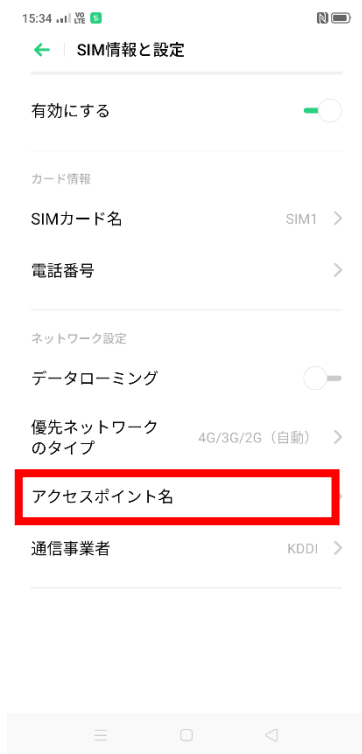 15:34 VO LTE S N
SIM情報と設定
有効にする
カード情報
SIMカード名 SIM1
電話番号
ネットワーク設定
データローミング
優先ネットワーク
のタイプ 4G/3G/2G（自動）
アクセスポイント名
通信事業者 KDDI